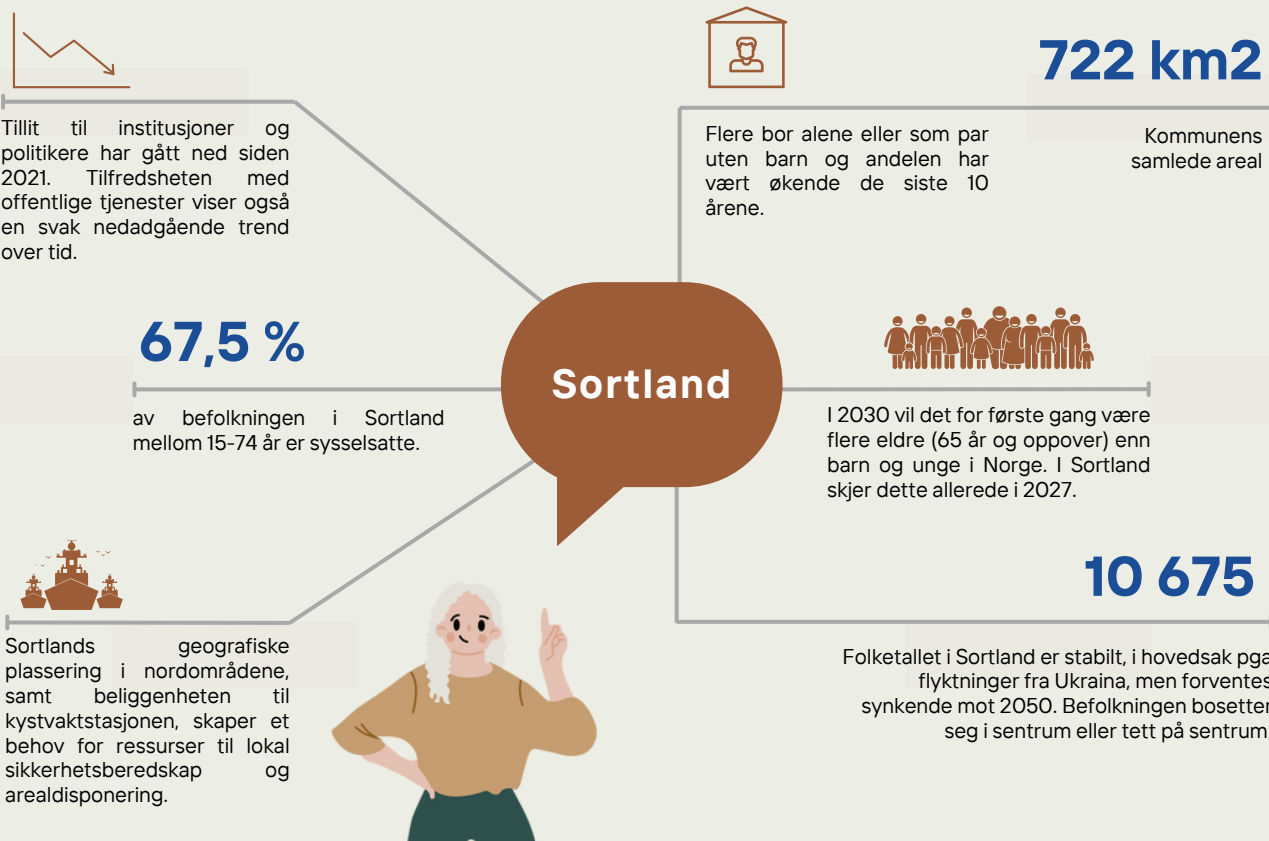 Tillit til institusjoner og
politikere har gått ned siden
2021. Tilfredsheten med
offentlige tjenester viser også
en svak nedadgående trend
over tid.
67,5 %
av befolkningen i Sortland
mellom 15-74 år er sysselsatte.
Sortlands geografiske
plassering i nordområdene,
samt beliggenheten til
kystvaktstasjonen, skaper et
behov for ressurser til lokal
sikkerhetsberedskap og
arealdisponering.
Sortland
Flere bor alene eller som par
uten barn og andelen har
vært økende de siste 10
årene.
722 km2
Kommunens
samlede areal
I 2030 vil det for første gang være
flere eldre (65 år og oppover) enn
barn og unge i Norge. I Sortland
skjer dette allerede i 2027.
10 675
Folketallet i Sortland er stabilt, i hovedsak pga
flyktninger fra Ukraina, men forventes
synkende mot 2050. Befolkningen bosetter
seg i sentrum eller tett på sentrum.